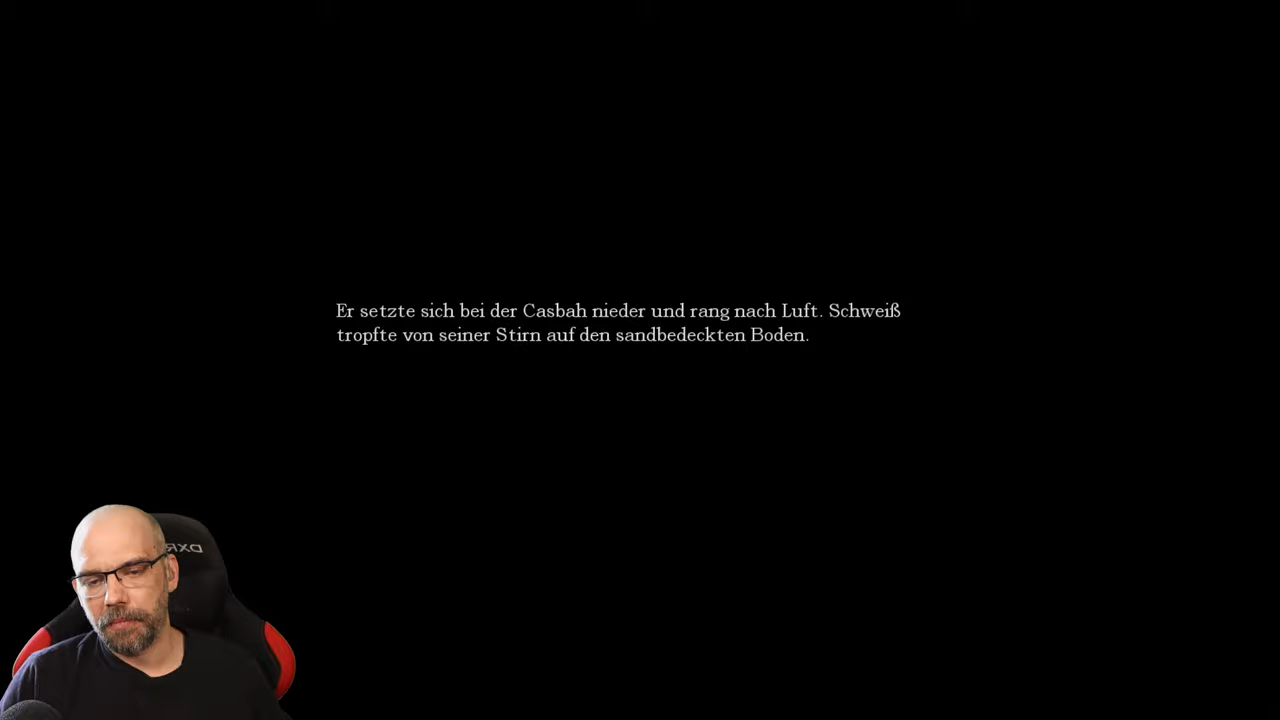 Er setzte sich bei der Casbah nieder und rang nach Luft. Schweiß
tropfte von seiner Stirn auf den sandbedeckten Boden.
DXR